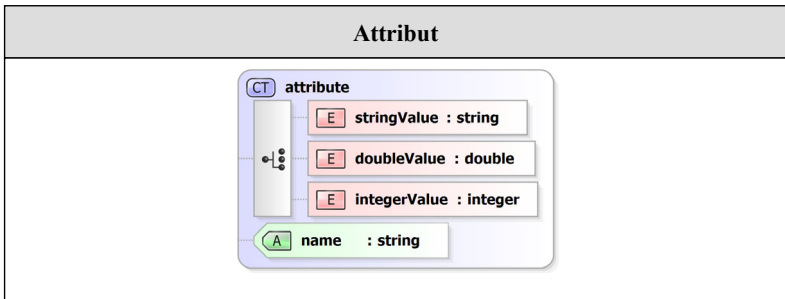 Attribut
CT attribute
E stringValue : string
E doubleValue : double
E integerValue : integer
A name : string